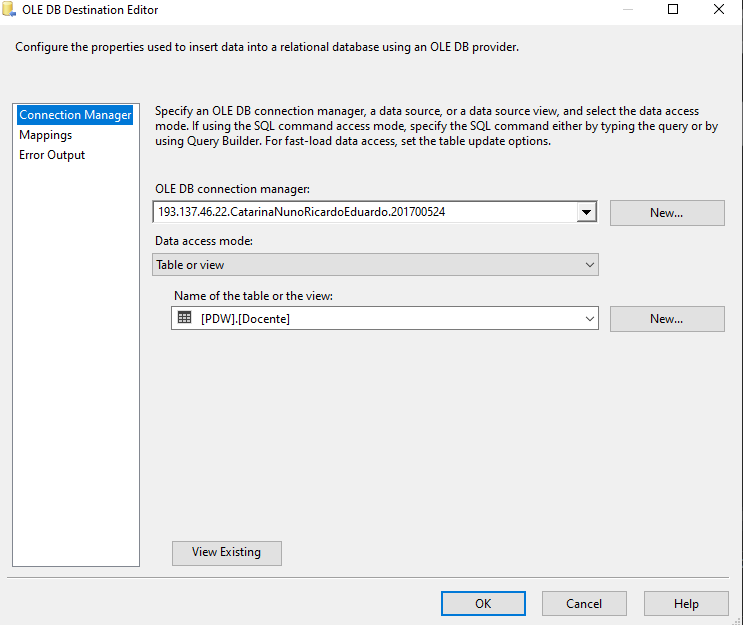 OLE DB Destination Editor
Configure the properties used to insert data into a relational database using an OLE DB provider.
Connection Manager
Mappings
Error Output
Specify an OLE DB connection manager, a data source, or a data source view, and select the data access
mode. If using the SQL command access mode, specify the SQL command either by typing the query or by
using Query Builder. For fast-load data access, set the table update options.
OLE DB connection manager:
193.137.46.22.CatarinaNunoRicardoEduardo.201700524
New...
Data access mode:
Table or view
Name of the table or the view:
[PDW].[Docente]
New...
View Existing
OK
Cancel
Help